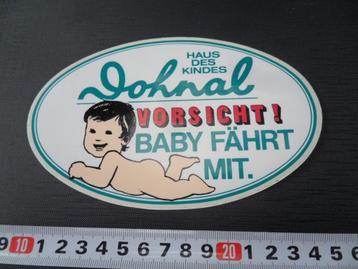 HAUS
DES
KINDES
Dohnal
VORSICHT!
BABY FÄHRT
MIT.
9 10 1 2 3 4 5 6 7 8 9 20 1 2 3 4 5